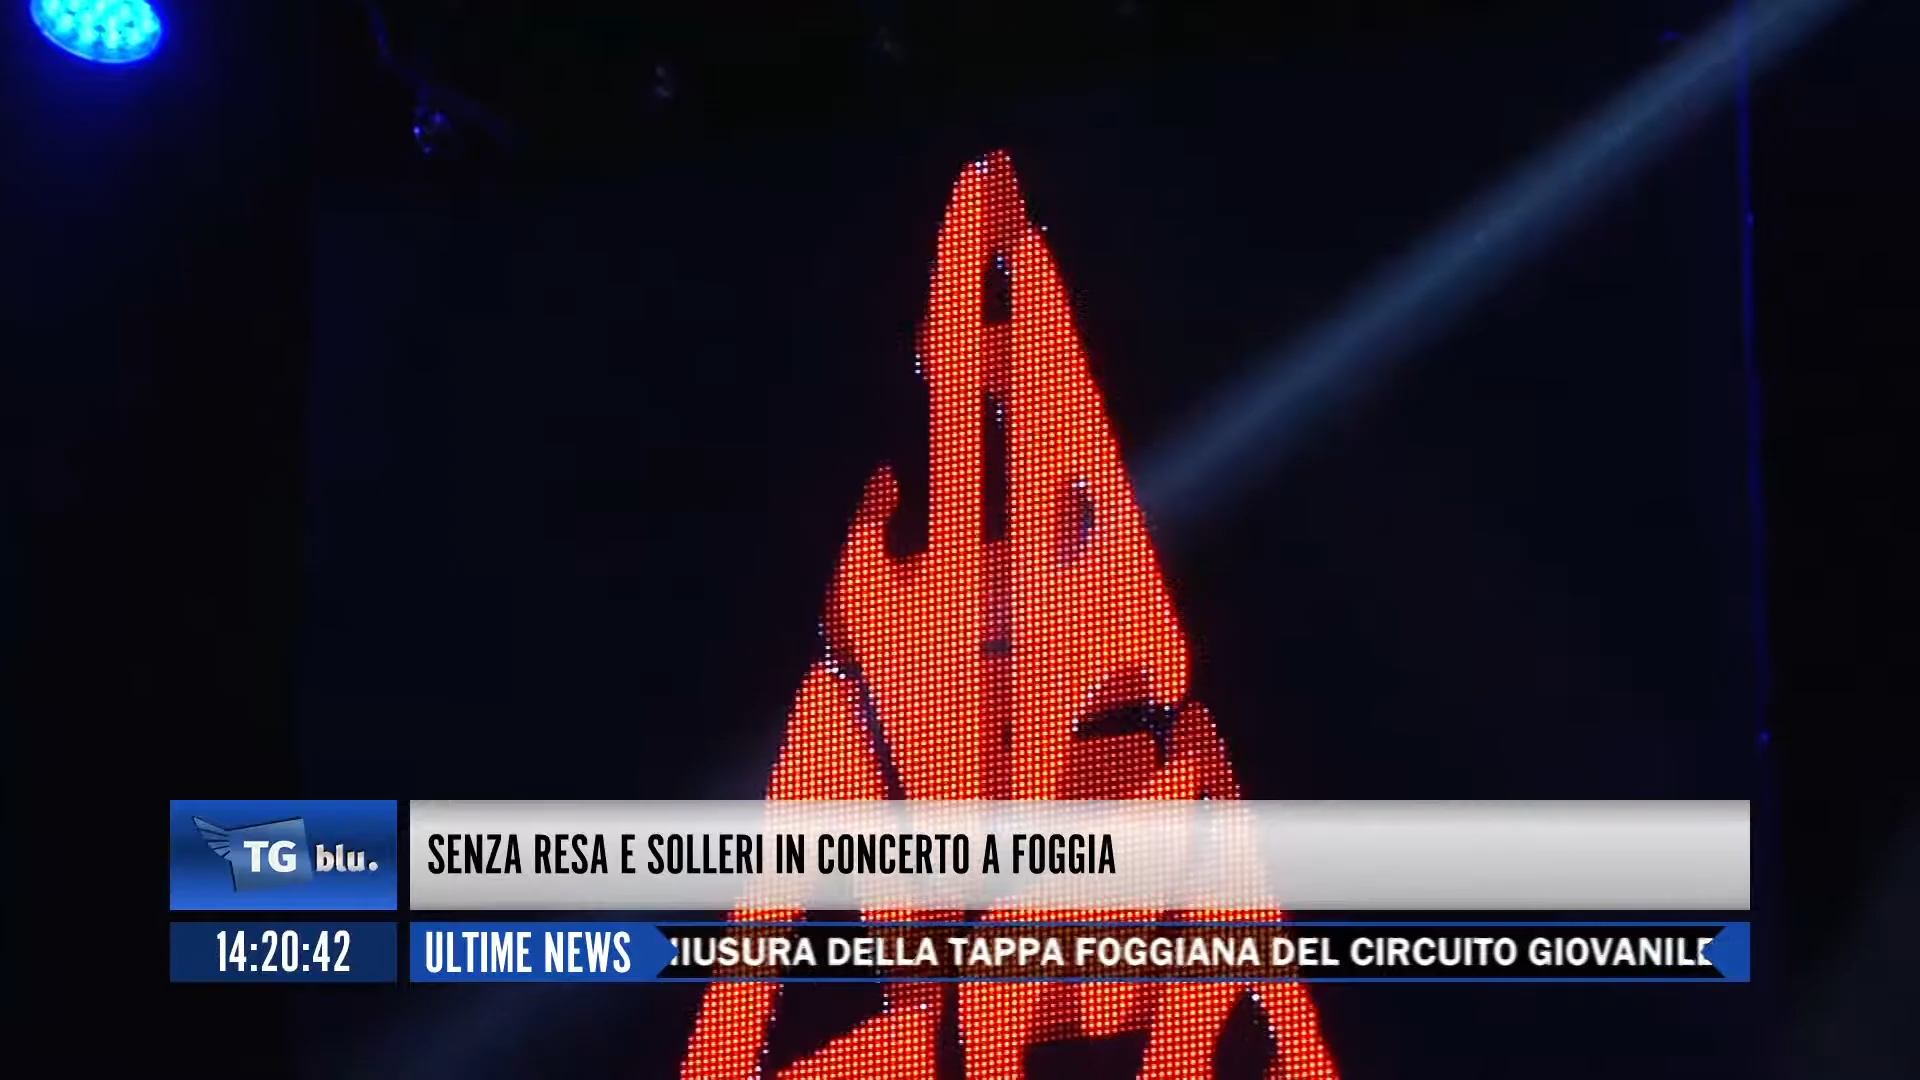 TG blu.
SENZA RESA E SOLLERI IN CONCERTO A FOGGIA
14:20:42
ULTIME NEWS
HIUSURA DELLA TAPPA FOGGIANA DEL CIRCUITO GIOVANILE